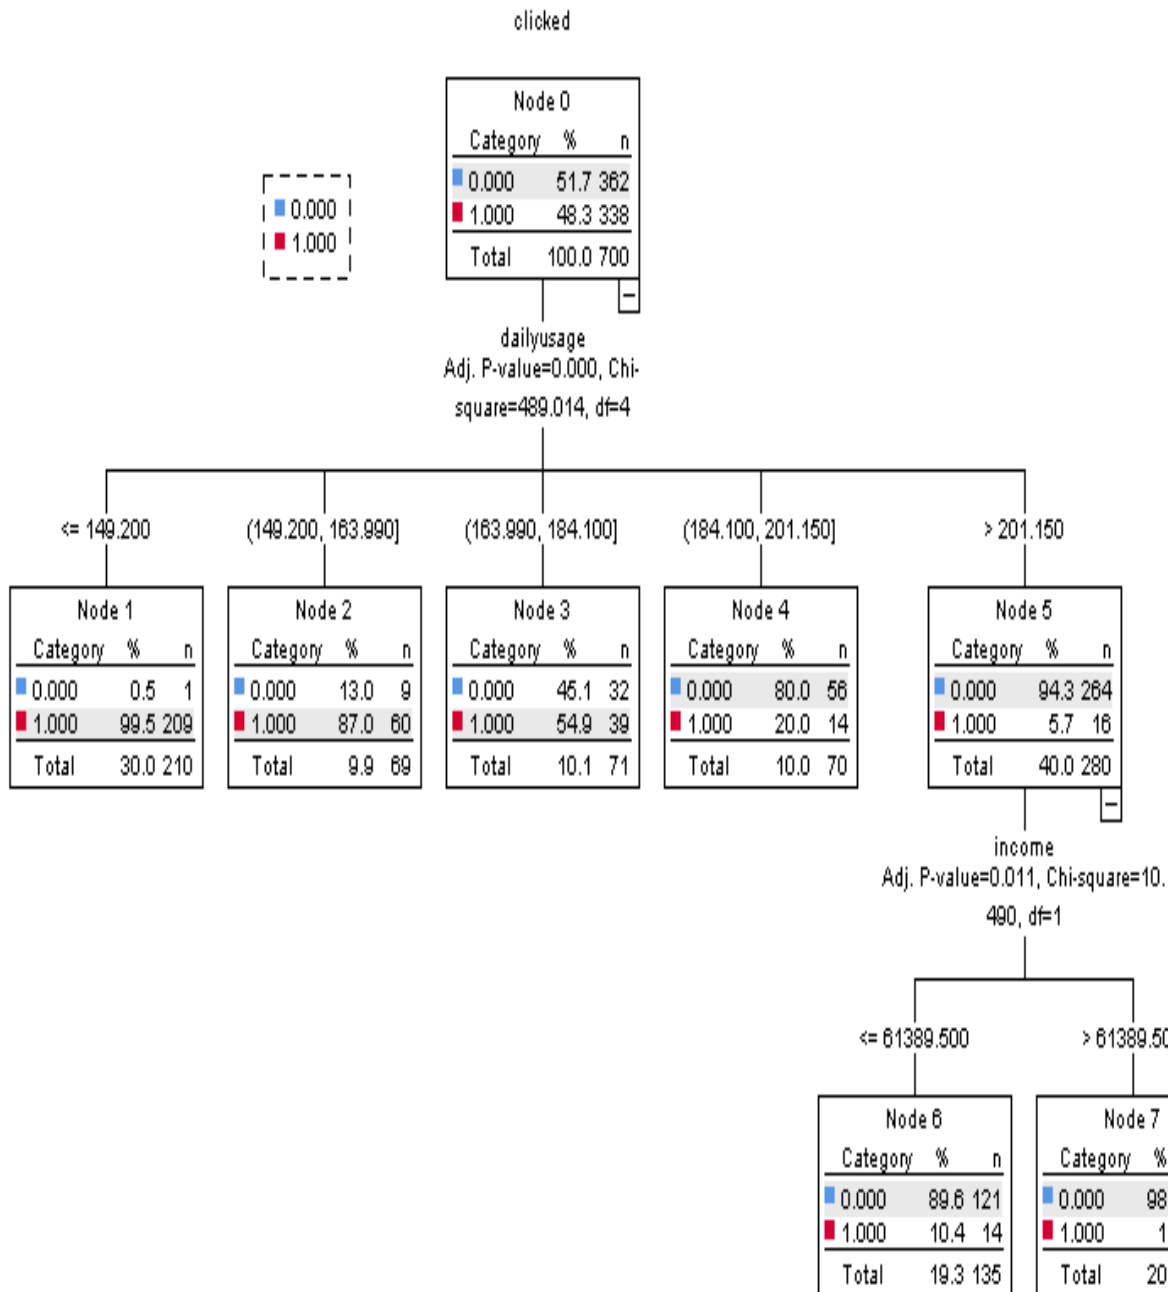 clicked
Node 0
Category % n
0.000 51.7 362
1.000 48.3 338
Total 100.0 700
0.000
1.000
dailyusage
Adj. P-value=0.000, Chi-
square=489.014, df=4
<= 149.200
(149.200, 163.990]
(163.990, 184.100]
(184.100, 201.150]
> 201.150
Node 1
Category % n
0.000 0.5 1
1.000 99.5 209
Total 30.0 210
Node 2
Category % n
0.000 13.0 9
1.000 87.0 60
Total 9.9 69
Node 3
Category % n
0.000 45.1 32
1.000 54.9 39
Total 10.1 71
Node 4
Category % n
0.000 80.0 56
1.000 20.0 14
Total 10.0 70
Node 5
Category % n
0.000 94.3 264
1.000 5.7 16
Total 40.0 280
income
Adj. P-value=0.011, Chi-square=10.
490, df=1
<= 61389.500
> 61389.50
Node 6
Category % n
0.000 89.6 121
1.000 10.4 14
Total 19.3 135
Node 7
Category %
0.000 98
1.000 1
Total 20